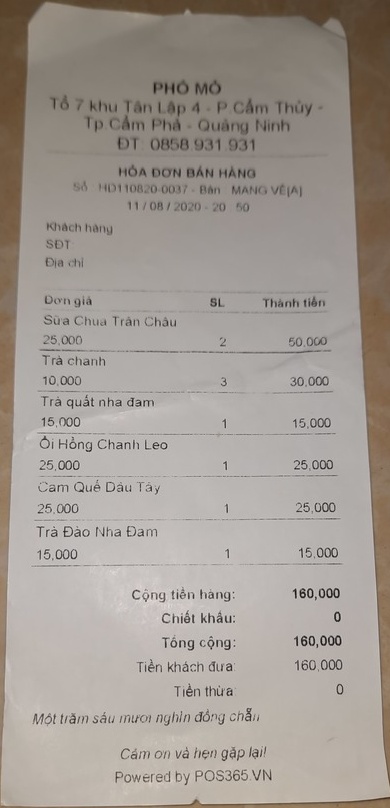 PHỐ MỎ
Tổ 7 khu Tân Lập 4 - P.Cẩm Thủy -
Tp.Cẩm Phả - Quảng Ninh
ĐT: 0858.931.931
HÓA ĐƠN BÁN HÀNG
Số : HD110820-0037 - Bàn : MANG VỀ[A]
11 / 08 / 2020 - 20 : 50
Khách hàng
SĐT
Địa chỉ
Đơn giá SL Thành tiền
Sữa Chua Trân Châu
25,000 2 50,000
Trà chanh
10,000 3 30,000
Trà quất nha đam
15,000 1 15,000
Ổi Hồng Chanh Leo
25,000 1 25,000
Cam Quế Dâu Tây
25,000 1 25,000
Trà Đào Nha Đam
15,000 1 15,000
Cộng tiền hàng: 160,000
Chiết khấu: 0
Tổng cộng: 160,000
Tiền khách đưa: 160,000
Tiền thừa: 0
Một trăm sáu mươi nghìn đồng chẵn
Cảm ơn và hẹn gặp lại!
Powered by POS365.VN